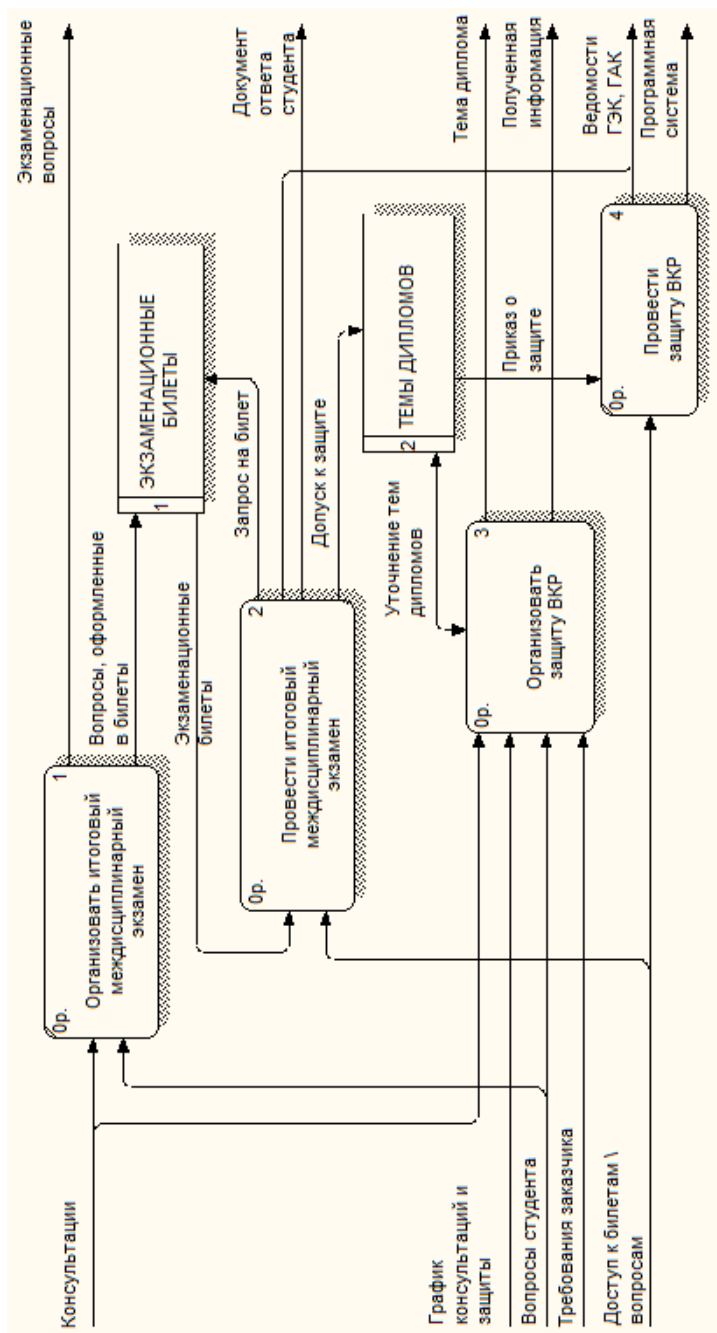 Консультации
0р.
1
Организовать итоговый
междисциплинарный
экзамен
Экзаменационные
вопросы
Вопросы, оформленные
в билеты
1
ЭКЗАМЕНАЦИОННЫЕ
БИЛЕТЫ
Экзаменационные
билеты
Запрос на билет
0р.
2
Провести итоговый
междисциплинарный
экзамен
Документ
ответа
студента
Допуск к защите
2
ТЕМЫ ДИПЛОМОВ
Уточнение тем
дипломов
График
консультаций и
защиты
Вопросы студента
Требования заказчика
0р.
3
Организовать
защиту ВКР
Тема диплома
Полученная
информация
Приказ о
защите
Доступ к билетам \
вопросам
0р.
4
Провести
защиту ВКР
Ведомости
ГЭК, ГАК
Программная
система